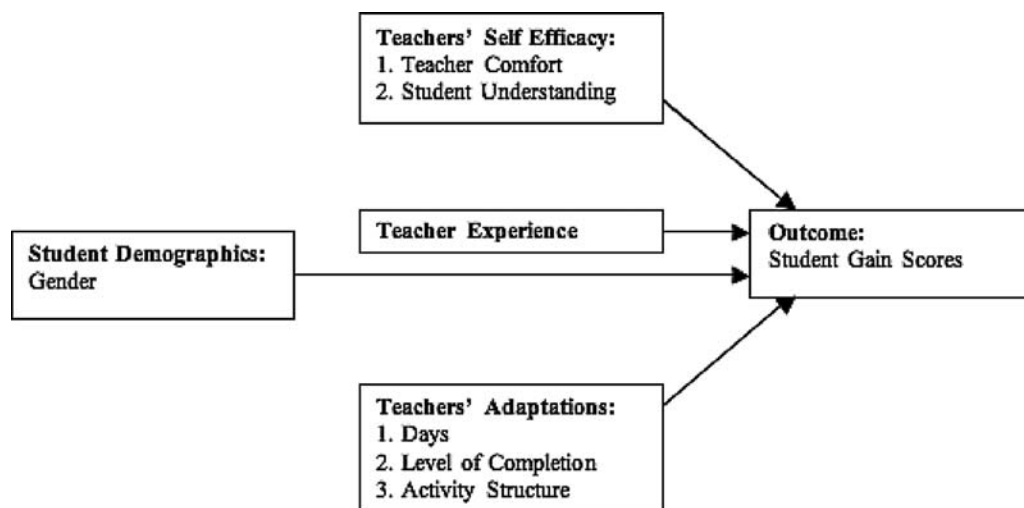 Teachers' Self Efficacy:
1. Teacher Comfort
2. Student Understanding
Teacher Experience
Student Demographics:
Gender
Outcome:
Student Gain Scores
Teachers' Adaptations:
1. Days
2. Level of Completion
3. Activity Structure